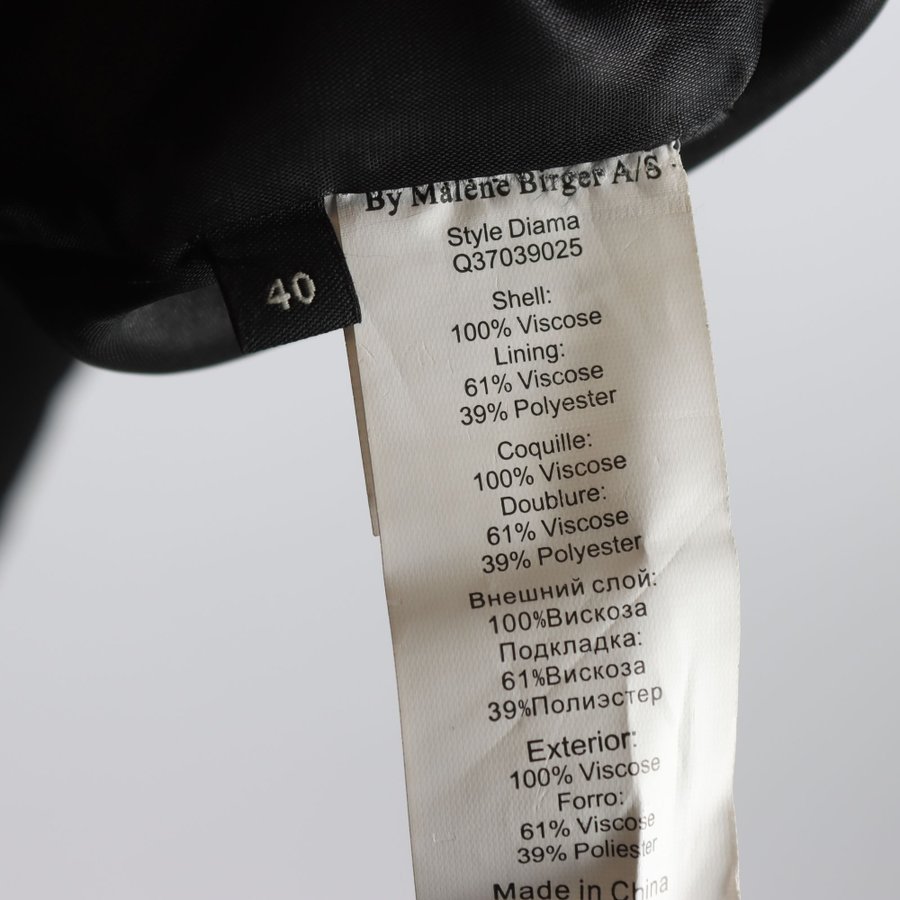 By Malene Birger A/S
40
Style Diama
Q37039025
Shell:
100% Viscose
Lining:
61% Viscose
39% Polyester
Coquille:
100% Viscose
Doublure:
61% Viscose
39% Polyester
Внешний слой:
100%Вискоза
Подкладка:
61%Вискоза
39%Полиэстер
Exterior:
100% Viscose
Forro:
61% Viscose
39% Poliester
Made in China